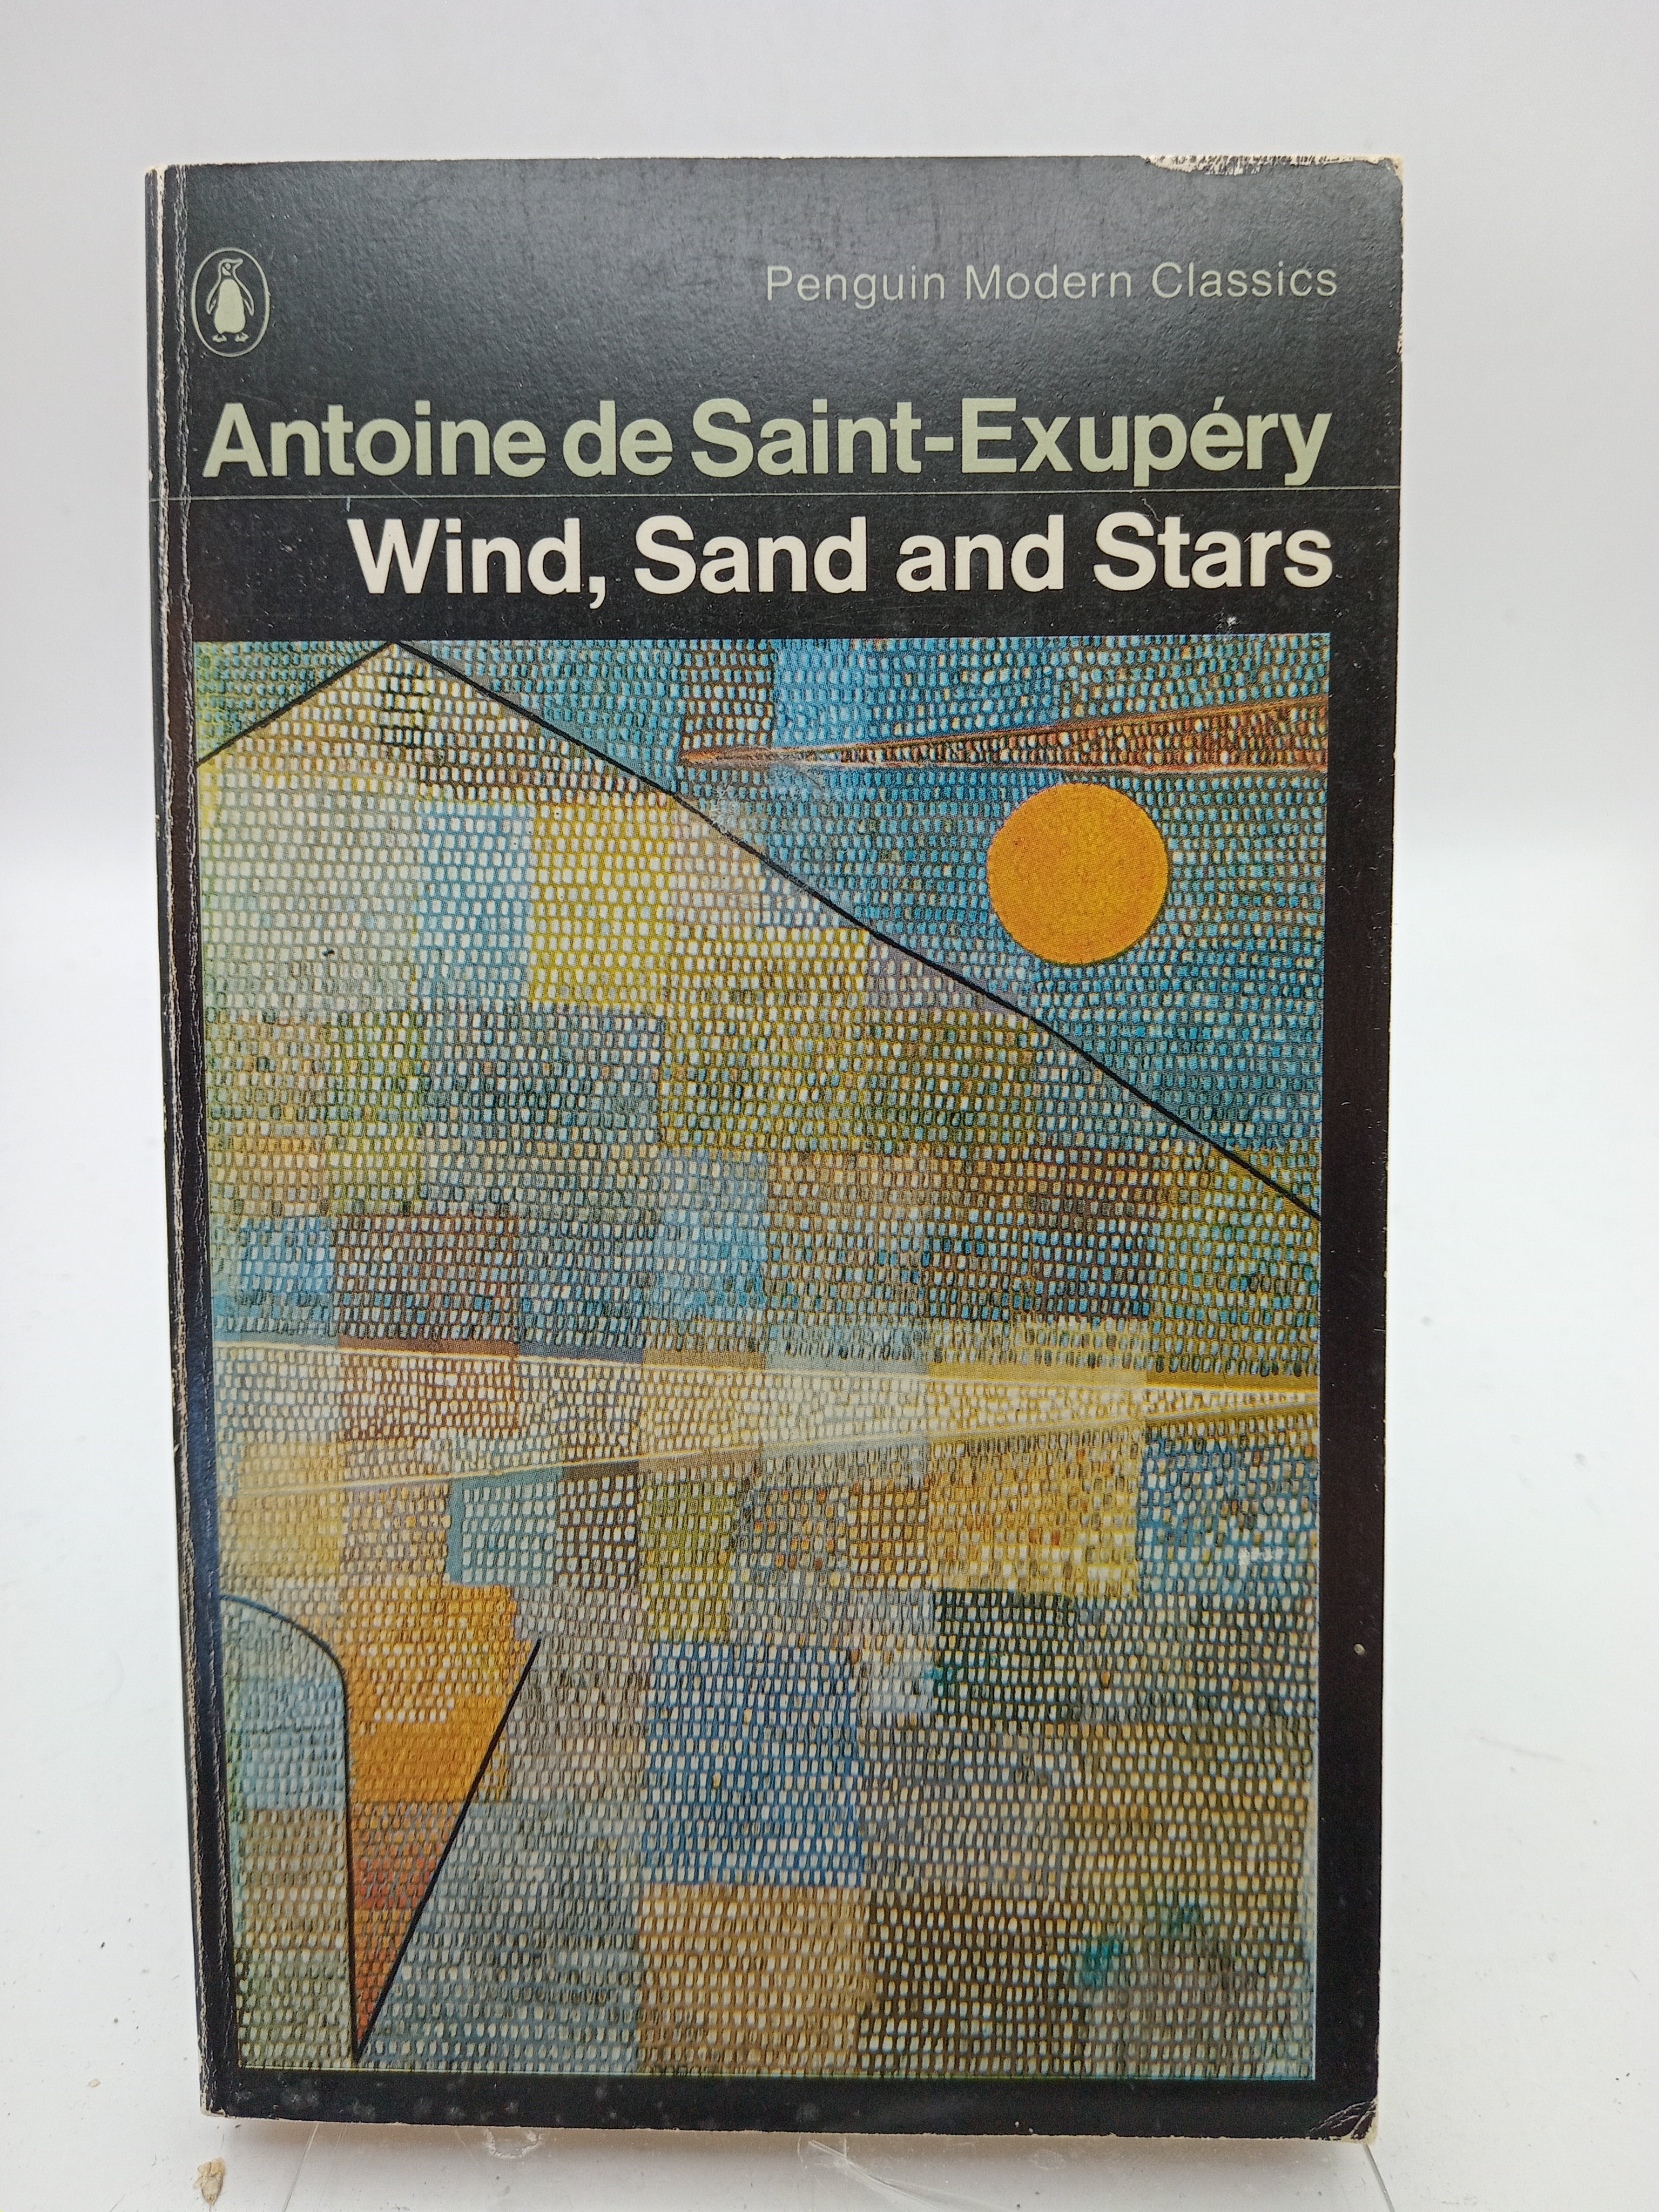 Penguin Modern Classics
Antoine de Saint-Exupéry
Wind, Sand and Stars